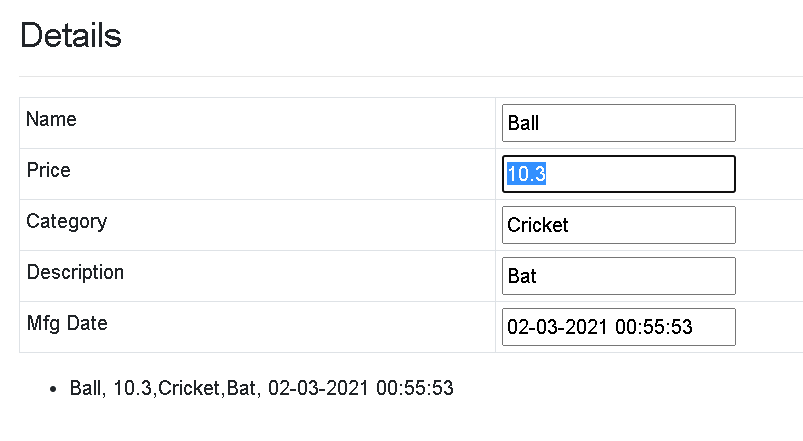 Details
Name Ball
Price 10.3
Category Cricket
Description Bat
Mfg Date 02-03-2021 00:55:53
• Ball, 10.3,Cricket,Bat, 02-03-2021 00:55:53